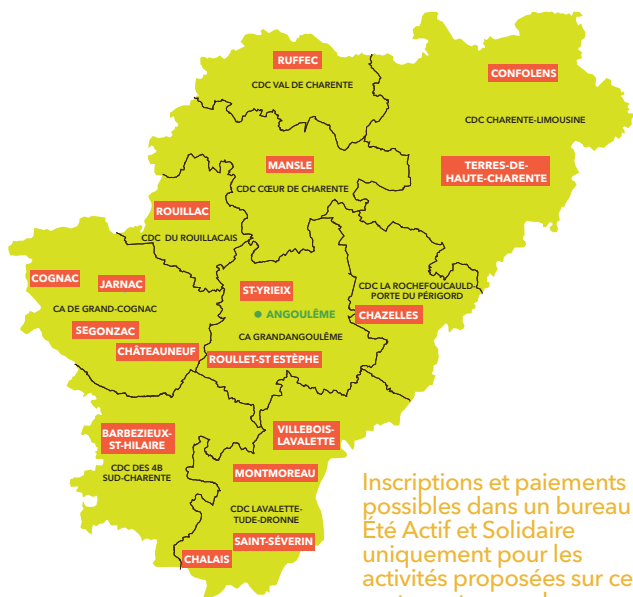 RUFFEC
CDC VAL DE CHARENTE
CONFOLENS
CDC CHARENTE-LIMOUSINE
TERRES-DE-
HAUTE-CHARENTE
MANSLE
CDC CŒUR DE CHARENTE
ROUILLAC
CDC DU ROUILLACAIS
COGNAC
JARNAC
CA DE GRAND-COGNAC
SEGONZAC
CHÂTEAUNEUF
ST-YRIEIX
ANGOULÊME
CA GRANDANGOULÊME
ROULLET-ST ESTÈPHE
CDC LA ROCHEFOUCAULD-
PORTE DU PÉRIGORD
CHAZELLES
BARBEZIEUX-
ST-HILAIRE
CDC DES 4B
SUD-CHARENTE
VILLEBOIS-
LAVALETTE
MONTMOREAU
CDC LAVALETTE-
TUDE-DRONNE
SAINT-SÉVERIN
CHALAIS
Inscriptions et paiements
possibles dans un bureau
Été Actif et Solidaire
uniquement pour les
activités proposées sur ce